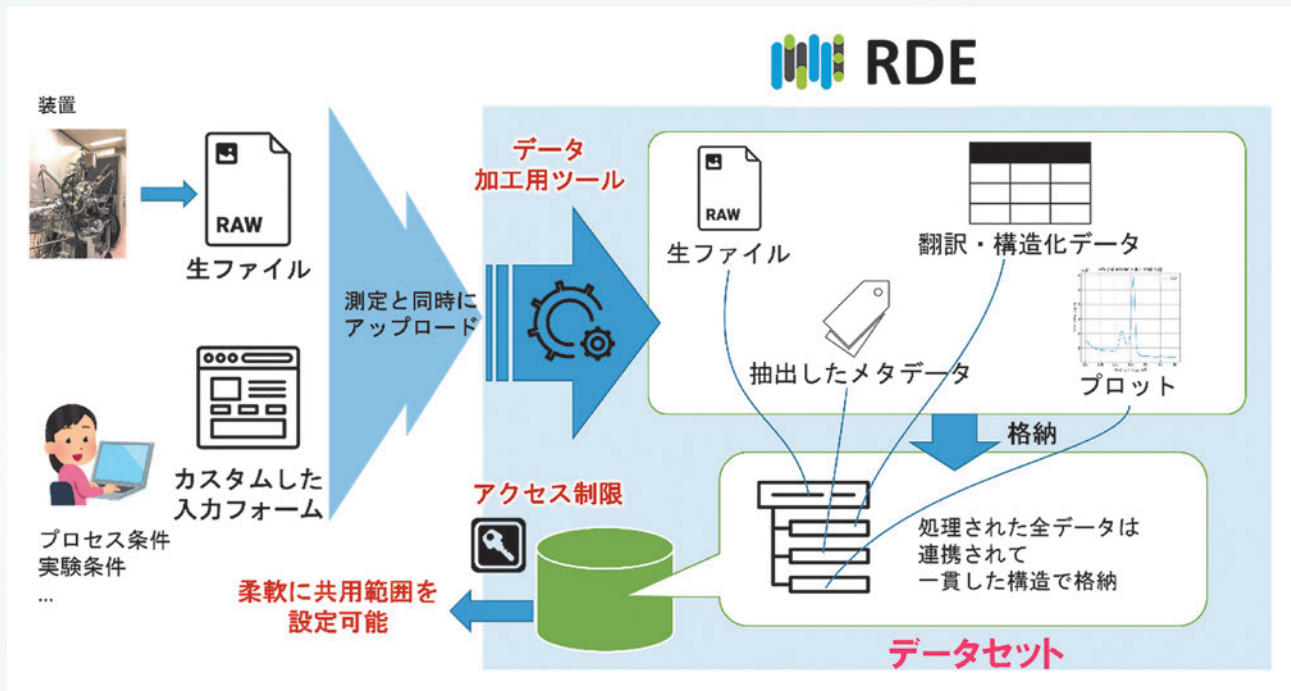 RDE
装置
RAW
生ファイル
測定と同時に
アップロード
カスタムした
入力フォーム
プロセス条件
実験条件
...
データ
加工用ツール
RAW
生ファイル
翻訳・構造化データ
抽出したメタデータ
プロット
格納
処理された全データは
連携されて
一貫した構造で格納
データセット
アクセス制限
柔軟に共用範囲を
設定可能